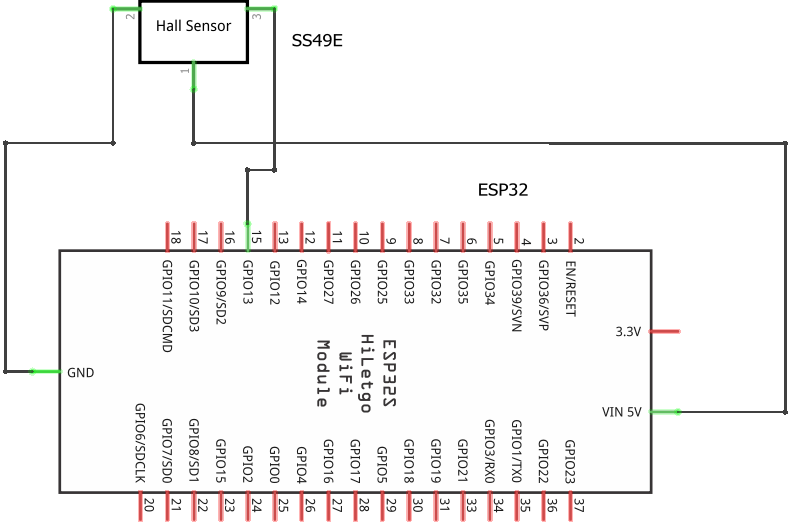 2
Hall Sensor
3
SS49E
1
ESP32
18
17
16
15
13
12
11
10
9
8
7
6
5
4
3
2
GPIO11/SDCMD
GPIO10/SD3
GPIO9/SD2
GPIO13
GPIO12
GPIO14
GPIO27
GPIO26
GPIO25
GPIO33
GPIO32
GPIO35
GPIO34
GPIO39/SVN
GPIO36/SVP
EN/RESET
3.3V
ESP32S
HiLetgo
WiFi
Module
GND
VIN 5V
GPIO6/SDCLK
GPIO7/SD0
GPIO8/SD1
GPIO15
GPIO2
GPIO0
GPIO4
GPIO16
GPIO17
GPIO5
GPIO18
GPIO19
GPIO21
GPIO3/RX0
GPIO1/TX0
GPIO22
GPIO23
20
21
22
23
24
25
26
27
28
29
30
31
33
34
35
36
37